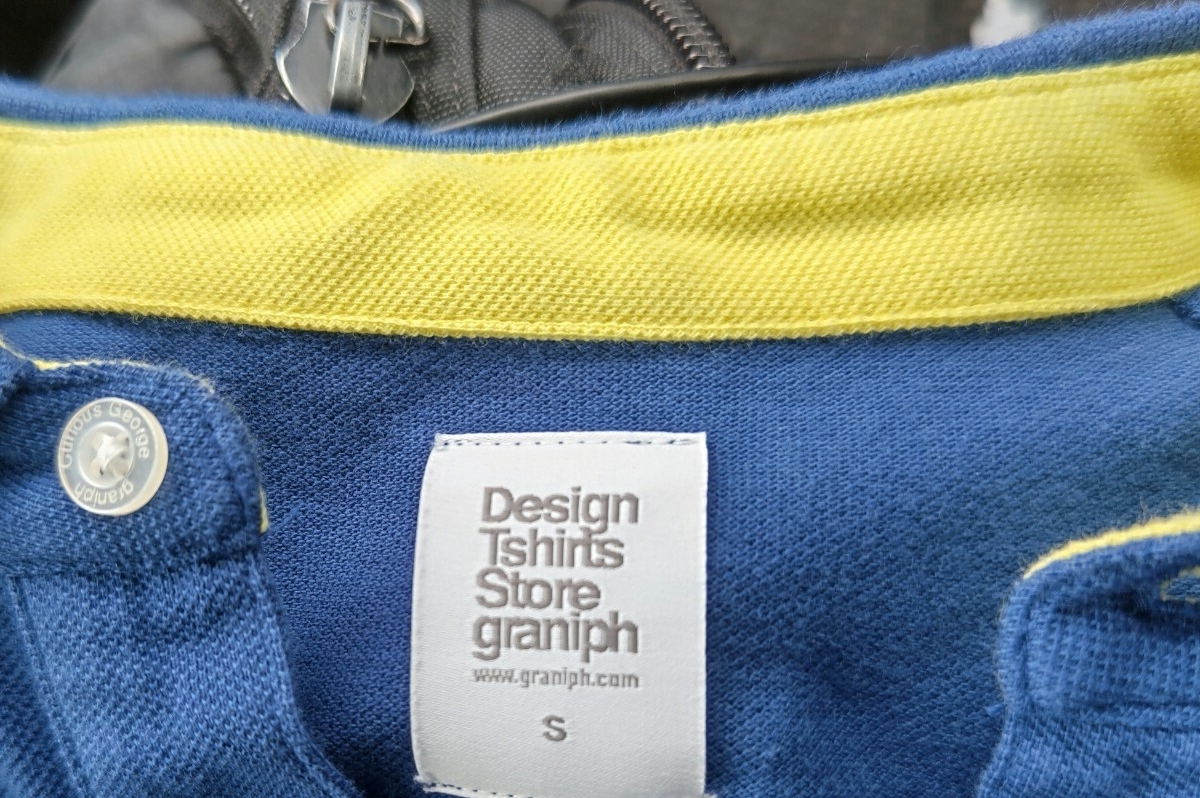 Curious George
graniph
Design
Tshirts
Store
graniph
www.graniph.com
S